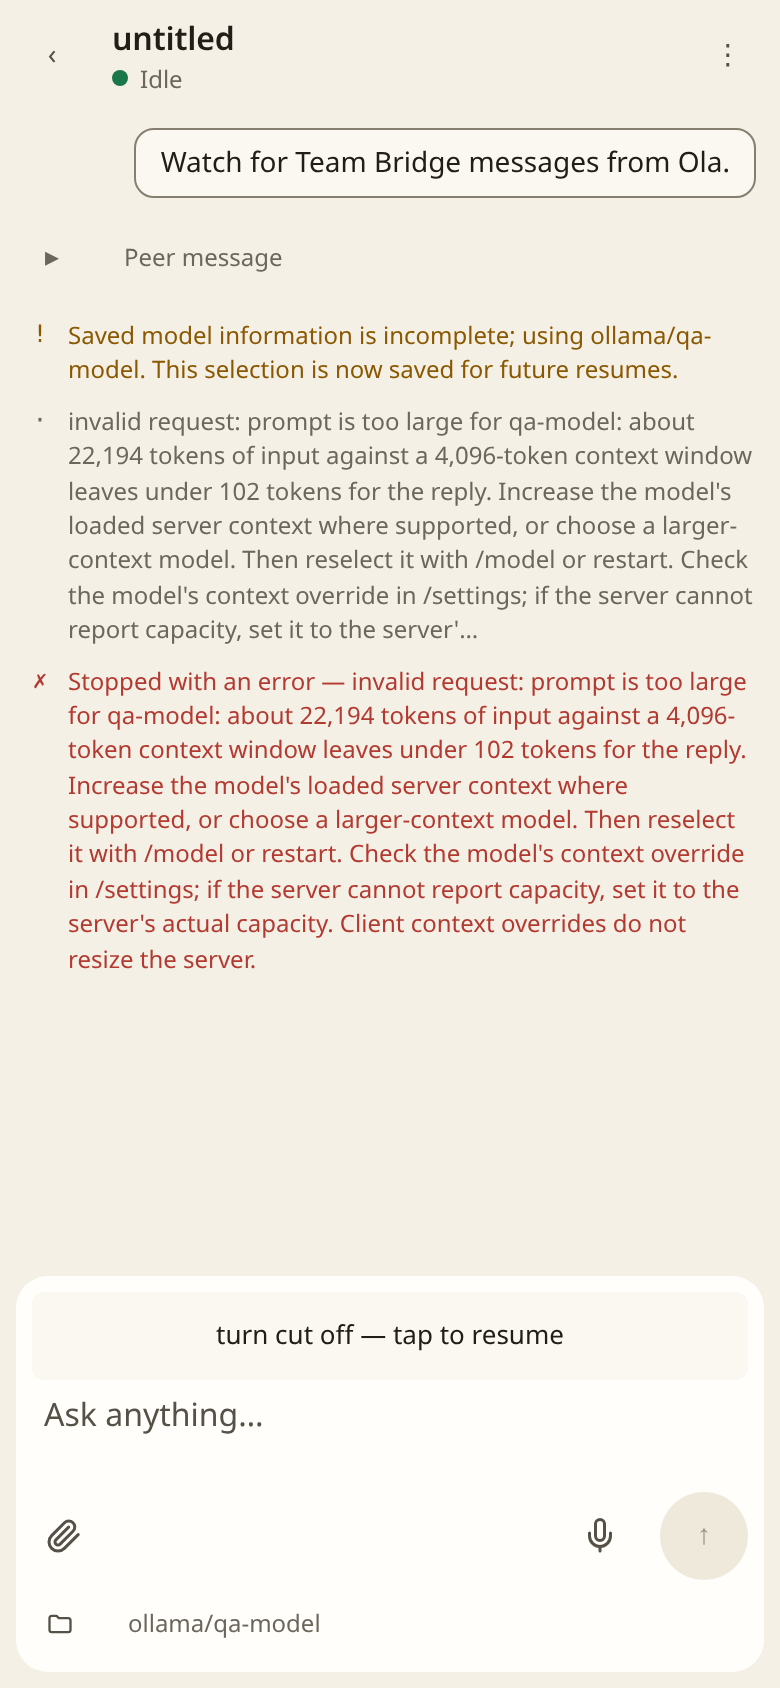 untitled
Idle
Watch for Team Bridge messages from Ola.
Peer message
! Saved model information is incomplete; using ollama/qa-
model. This selection is now saved for future resumes.
· invalid request: prompt is too large for qa-model: about
22,194 tokens of input against a 4,096-token context window
leaves under 102 tokens for the reply. Increase the model's
loaded server context where supported, or choose a larger-
context model. Then reselect it with /model or restart. Check
the model's context override in /settings; if the server cannot
report capacity, set it to the server'…
✗ Stopped with an error — invalid request: prompt is too large
for qa-model: about 22,194 tokens of input against a 4,096-
token context window leaves under 102 tokens for the reply.
Increase the model's loaded server context where
supported, or choose a larger-context model. Then reselect
it with /model or restart. Check the model's context override
in /settings; if the server cannot report capacity, set it to the
server's actual capacity. Client context overrides do not
resize the server.
turn cut off — tap to resume
Ask anything…
ollama/qa-model